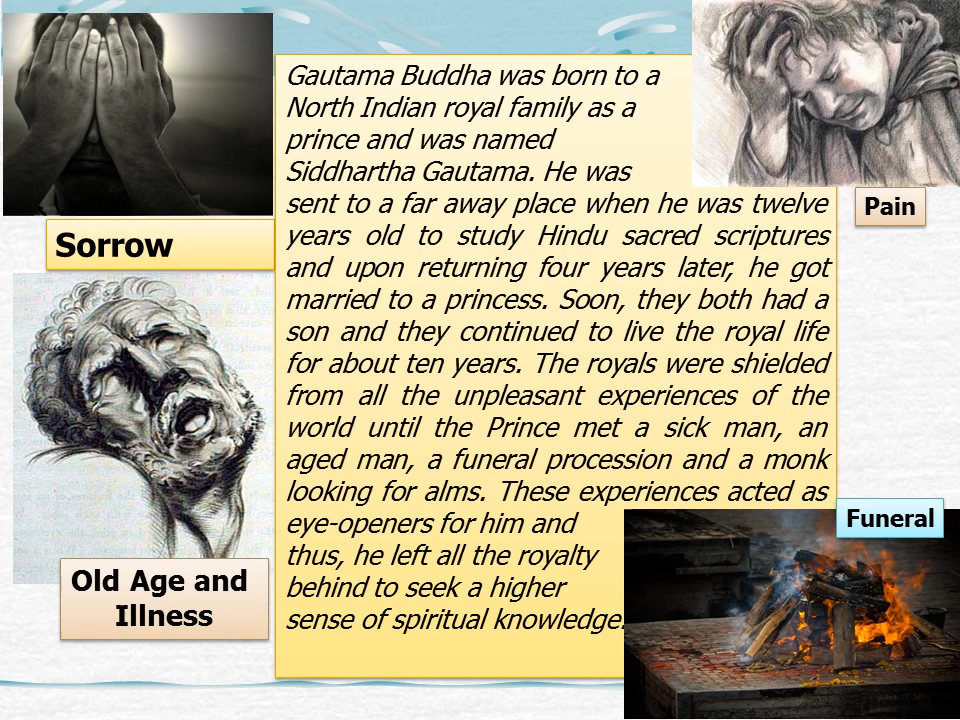 Gautama Buddha was born to a
North Indian royal family as a
prince and was named
Siddhartha Gautama. He was
sent to a far away place when he was twelve
years old to study Hindu sacred scriptures
and upon returning four years later, he got
married to a princess. Soon, they both had a
son and they continued to live the royal life
for about ten years. The royals were shielded
from all the unpleasant experiences of the
world until the Prince met a sick man, an
aged man, a funeral procession and a monk
looking for alms. These experiences acted as
eye-openers for him and
thus, he left all the royalty
behind to seek a higher
sense of spiritual knowledge.
Sorrow
Pain
Old Age and
Illness
Funeral